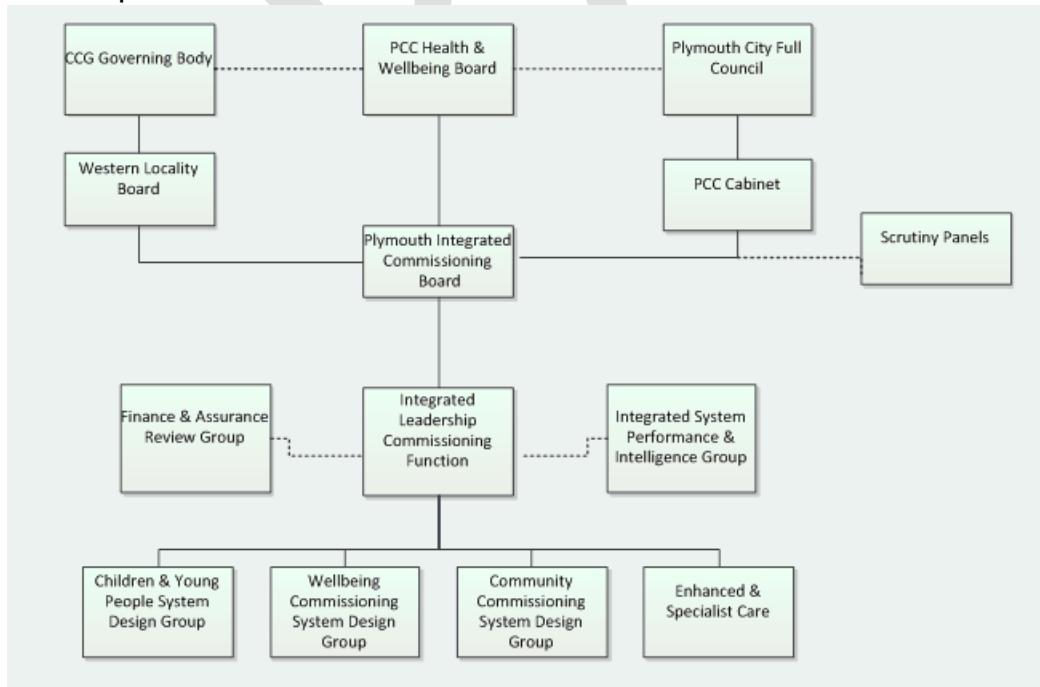 CCG Governing Body
PCC Health &
Wellbeing Board
Plymouth City Full
Council
Western Locality
Board
PCC Cabinet
Plymouth Integrated
Commissioning
Board
Scrutiny Panels
Finance & Assurance
Review Group
Integrated
Leadership
Commissioning
Function
Integrated System
Performance &
Intelligence Group
Children & Young
People System
Design Group
Wellbeing
Commissioning
System Design
Group
Community
Commissioning
System Design
Group
Enhanced &
Specialist Care